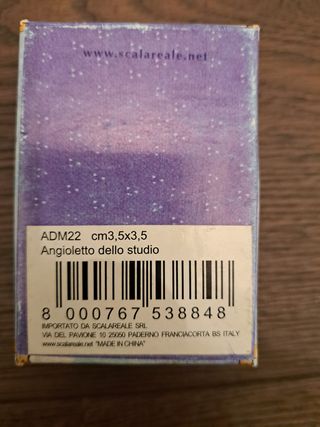 www.scalareale.net
ADM22 cm3,5x3,5
Angioletto dello studio
8 000767 538848
IMPORTATO DA SCALAREALE SRL
VIA DEL PAVIONE 10 25050 PADERNO FRANCIACORTA BS ITALY
www.scalareale.net "MADE IN CHINA"